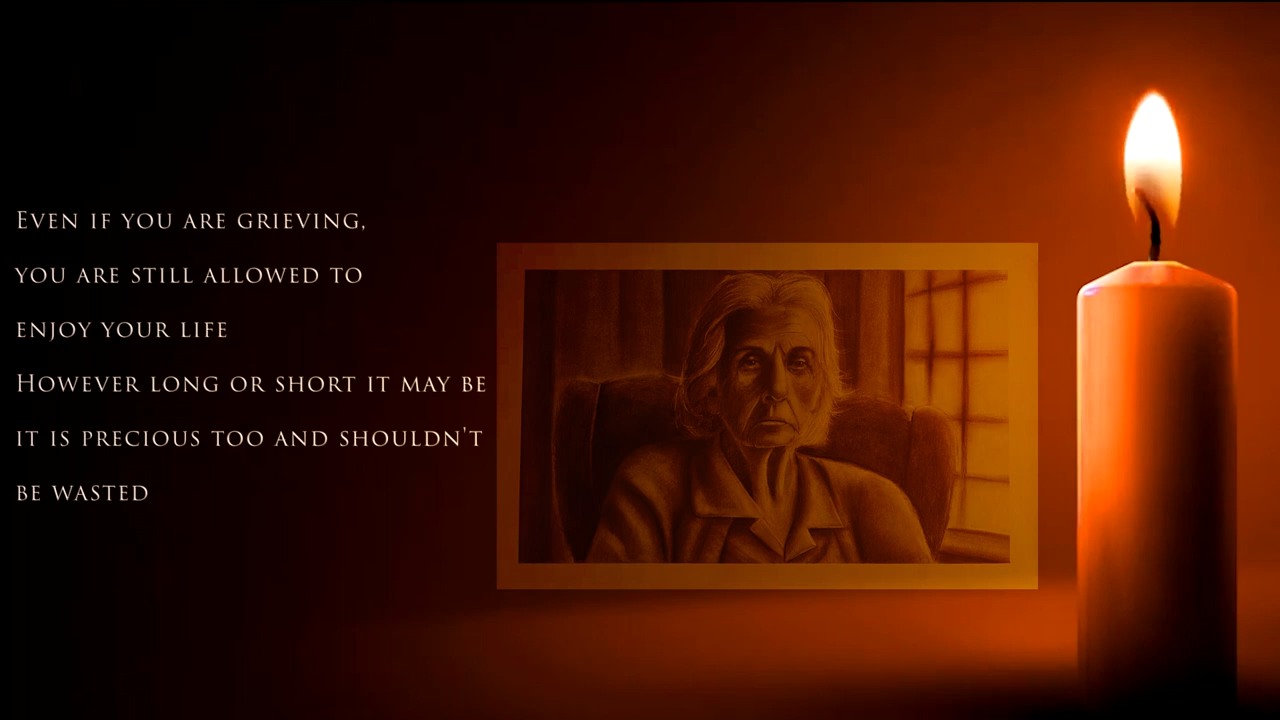 Even if you are grieving,
you are still allowed to
enjoy your life
However long or short it may be
it is precious too and shouldn't
be wasted